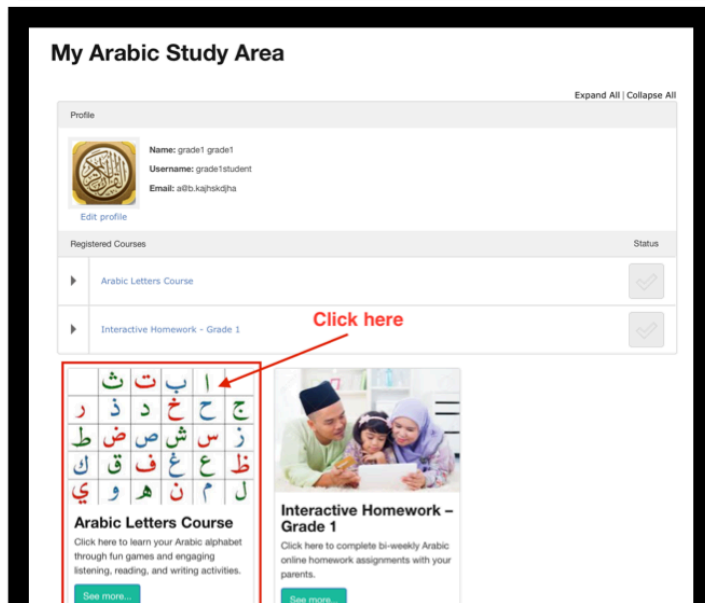 My Arabic Study Area
Expand All | Collapse All
Profile
Name: grade1 grade1
Username: grade1student
Email: a@b.kajhskdjha
Edit profile
Registered Courses Status
Arabic Letters Course
Interactive Homework - Grade 1
Click here
ا ب ت ث
ج ح خ د ذ ر
ز س ش ص ض ط
ظ ع غ ف ق ك
ل م ن ه و ي
Arabic Letters Course
Click here to learn your Arabic alphabet
through fun games and engaging
listening, reading, and writing activities.
See more...
Interactive Homework –
Grade 1
Click here to complete bi-weekly Arabic
online homework assignments with your
parents.
See more...